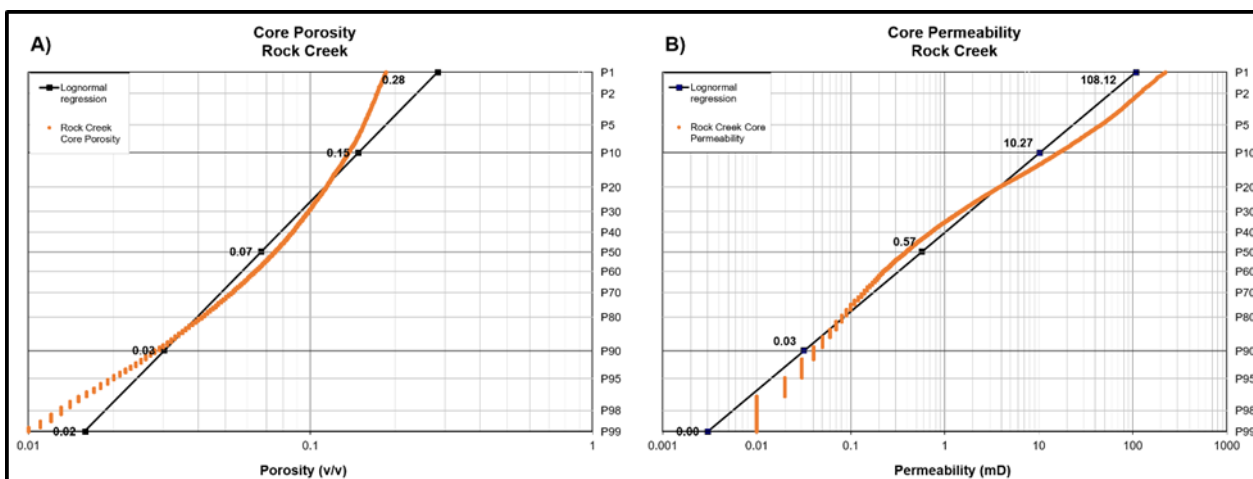 A)
Core Porosity
Rock Creek
Lognormal
regression
Rock Creek
Core Porosity
0.28
0.15
0.07
0.03
0.02
P1
P2
P5
P10
P20
P30
P40
P50
P60
P70
P80
P90
P95
P98
P99
0.01
0.1
1
Porosity (v/v)
B)
Core Permeability
Rock Creek
Lognormal
regression
Rock Creek Core
Permeability
108.12
10.27
0.57
0.03
0.00
P1
P2
P5
P10
P20
P30
P40
P50
P60
P70
P80
P90
P95
P98
P99
0.001
0.01
0.1
1
10
100
1000
Permeability (mD)